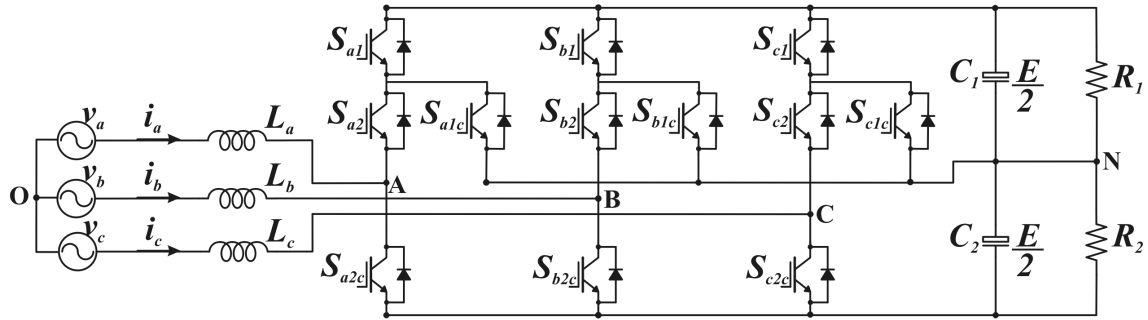 S_a1 S_b1 S_c1 C_1 E/2 R_1
S_a2 S_a1c S_b2 S_b1c S_c2 S_c1c
v_a i_a L_a
N
A
O v_b i_b L_b
B
C
v_c i_c L_c
S_a2c S_b2c S_c2c C_2 E/2 R_2